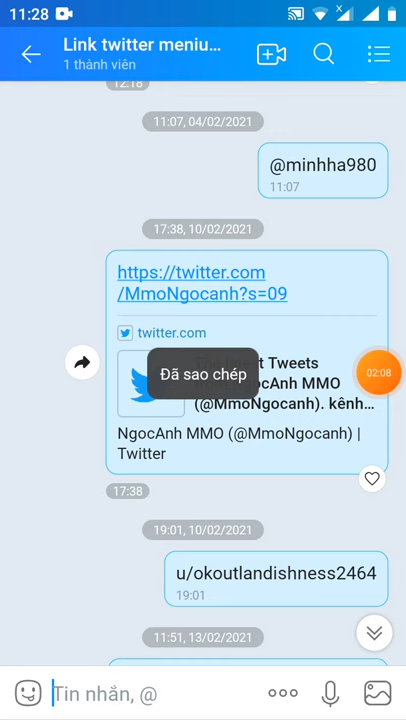 11:28
Link twitter meniu...
1 thành viên
12:18
11:07, 04/02/2021
@minhha980
11:07
17:38, 10/02/2021
https://twitter.com
/MmoNgocanh?s=09
twitter.com
The latest Tweets
NgocAnh MMO
(@MmoNgocanh). kênh...
Đã sao chép
02:08
NgocAnh MMO (@MmoNgocanh) |
Twitter
17:38
19:01, 10/02/2021
u/okoutlandishness2464
19:01
11:51, 13/02/2021
Tin nhắn, @